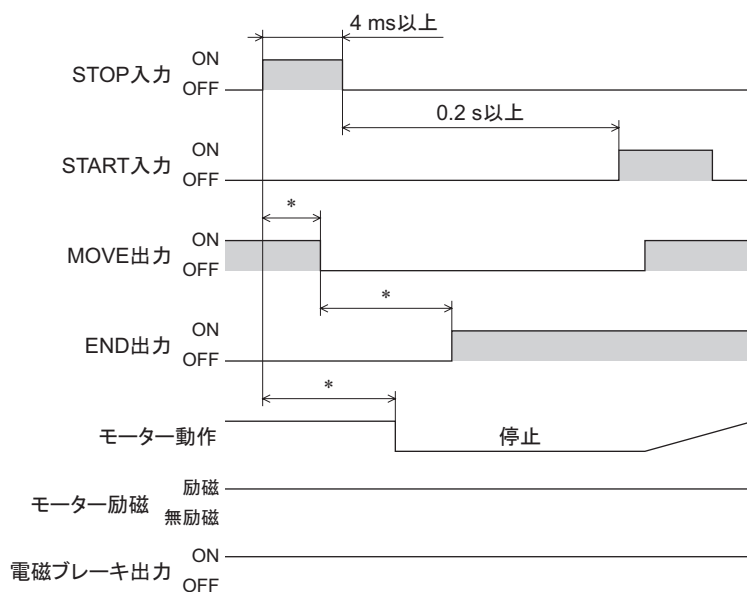 4 ms以上
STOP入力
ON
OFF
0.2 s以上
START入力
ON
OFF
*
MOVE出力
ON
OFF
*
END出力
ON
OFF
*
モーター動作
停止
モーター励磁
励磁
無励磁
電磁ブレーキ出力
ON
OFF